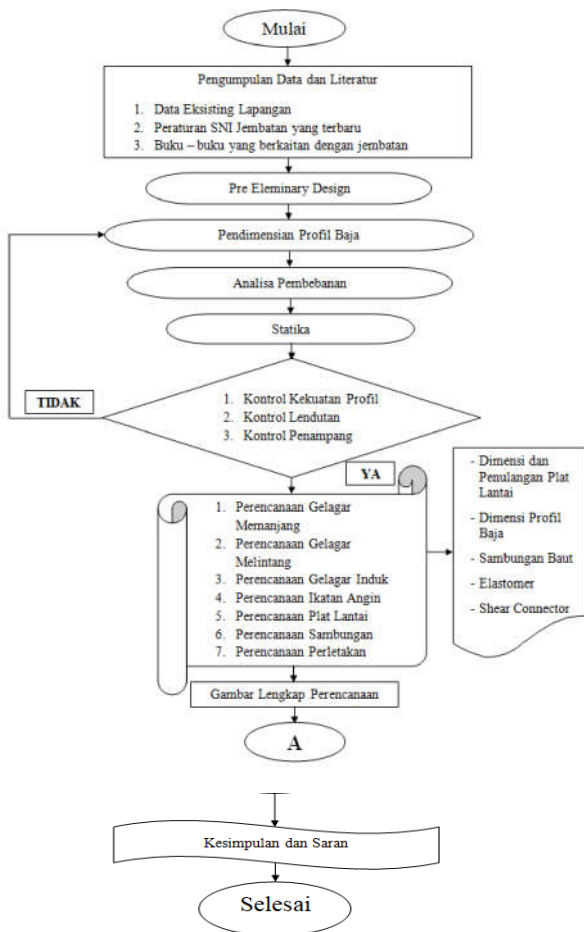 Mulai
Pengumpulan Data dan Literatur
1. Data Eksisting Lapangan
2. Peraturan SNI Jembatan yang terbaru
3. Buku – buku yang berkaitan dengan jembatan
Pre Eleminary Design
Pendimensian Profil Baja
Analisa Pembebanan
Statika
TIDAK
1. Kontrol Kekuatan Profil
2. Kontrol Lendutan
3. Kontrol Penampang
YA
1. Perencanaan Gelagar
Memanjang
2. Perencanaan Gelagar
Melintang
3. Perencanaan Gelagar Induk
4. Perencanaan Ikatan Angin
5. Perencanaan Plat Lantai
6. Perencanaan Sambungan
7. Perencanaan Perletakan
- Dimensi dan
Penulangan Plat
Lantai
- Dimensi Profil
Baja
- Sambungan Baut
- Elastomer
- Shear Connector
Gambar Lengkap Perencanaan
A
Kesimpulan dan Saran
Selesai